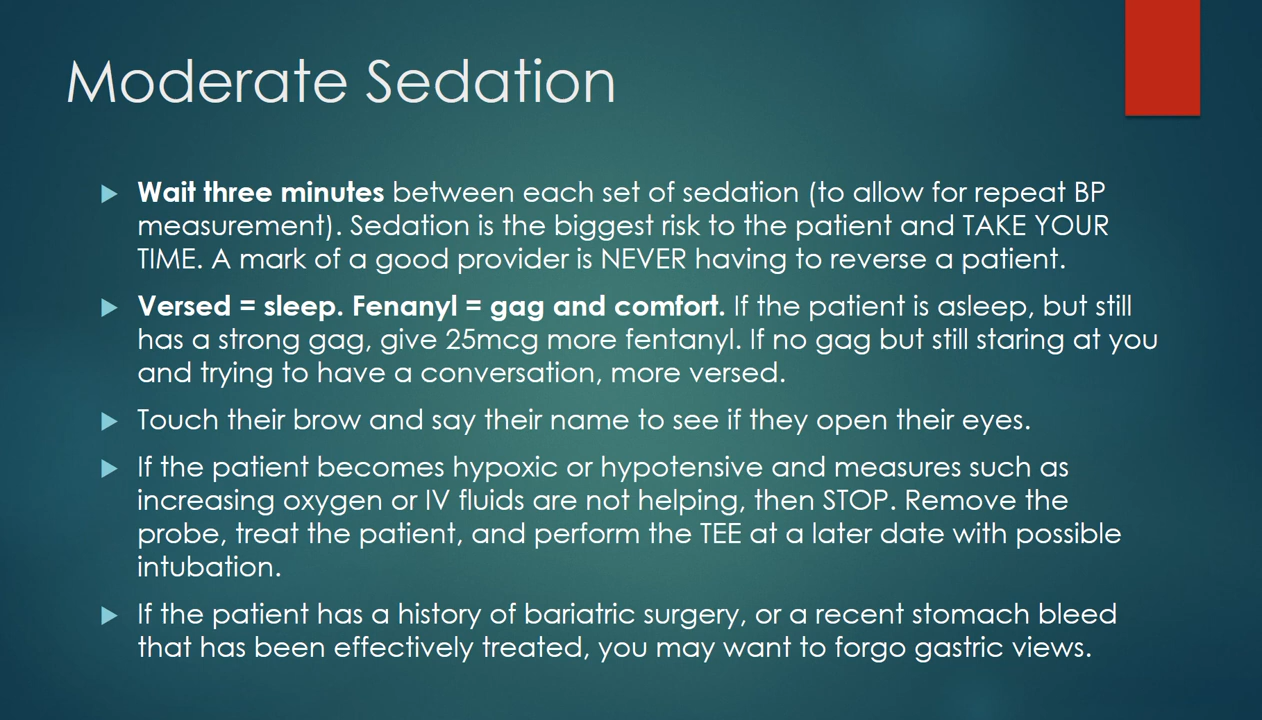 Moderate Sedation
Wait three minutes between each set of sedation (to allow for repeat BP
measurement). Sedation is the biggest risk to the patient and TAKE YOUR
TIME. A mark of a good provider is NEVER having to reverse a patient.
Versed = sleep. Fenanyl = gag and comfort. If the patient is asleep, but still
has a strong gag, give 25mcg more fentanyl. If no gag but still staring at you
and trying to have a conversation, more versed.
Touch their brow and say their name to see if they open their eyes.
If the patient becomes hypoxic or hypotensive and measures such as
increasing oxygen or IV fluids are not helping, then STOP. Remove the
probe, treat the patient, and perform the TEE at a later date with possible
intubation.
If the patient has a history of bariatric surgery, or a recent stomach bleed
that has been effectively treated, you may want to forgo gastric views.